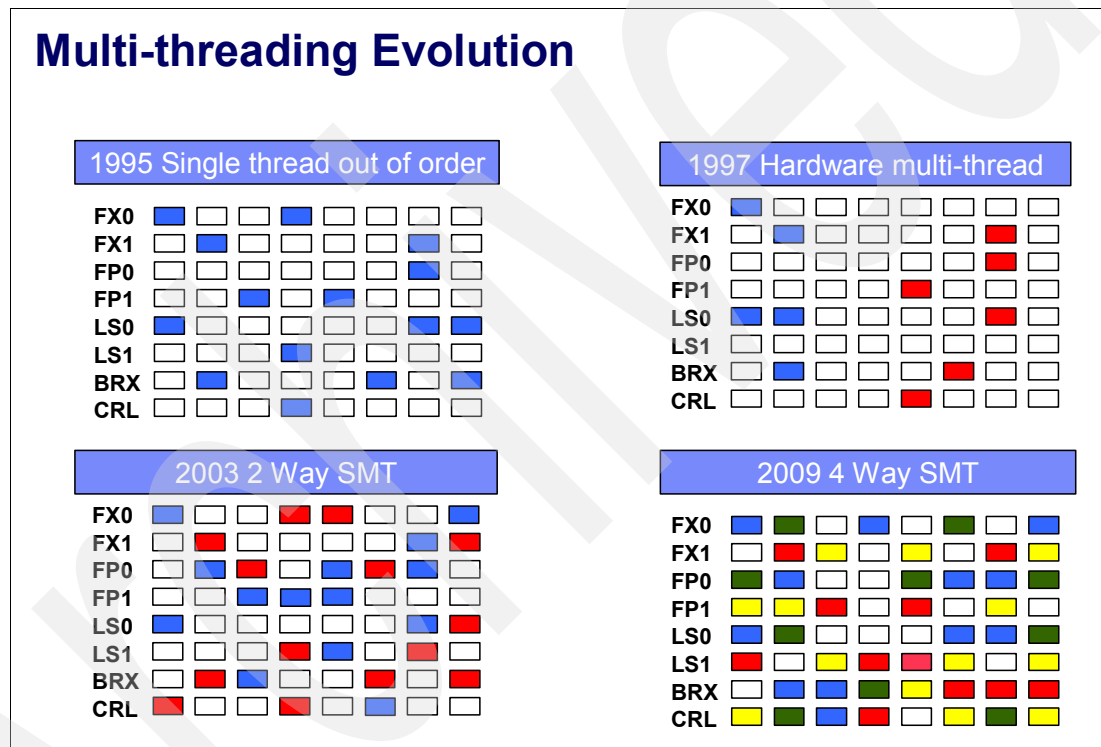 Multi-threading Evolution
1995 Single thread out of order
FX0
FX1
FP0
FP1
LS0
LS1
BRX
CRL
1997 Hardware multi-thread
FX0
FX1
FP0
FP1
LS0
LS1
BRX
CRL
2003 2 Way SMT
FX0
FX1
FP0
FP1
LS0
LS1
BRX
CRL
2009 4 Way SMT
FX0
FX1
FP0
FP1
LS0
LS1
BRX
CRL